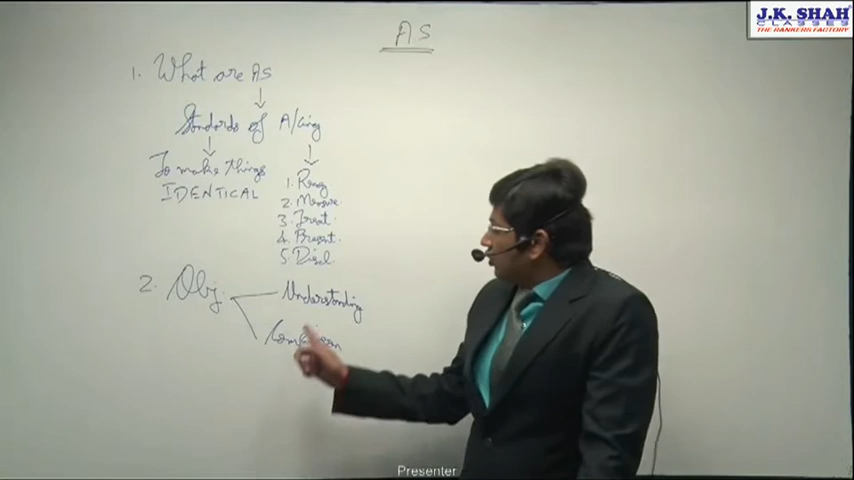 J.K. SHAH
CLASSES
THE RANKERS FACTORY
AS
1. What are AS
Standards of A/cing
To make things
IDENTICAL
1. Recog
2. Measure.
3. Treat.
4. Present.
5. Discl.
2. Obj.
Understanding
Presenter